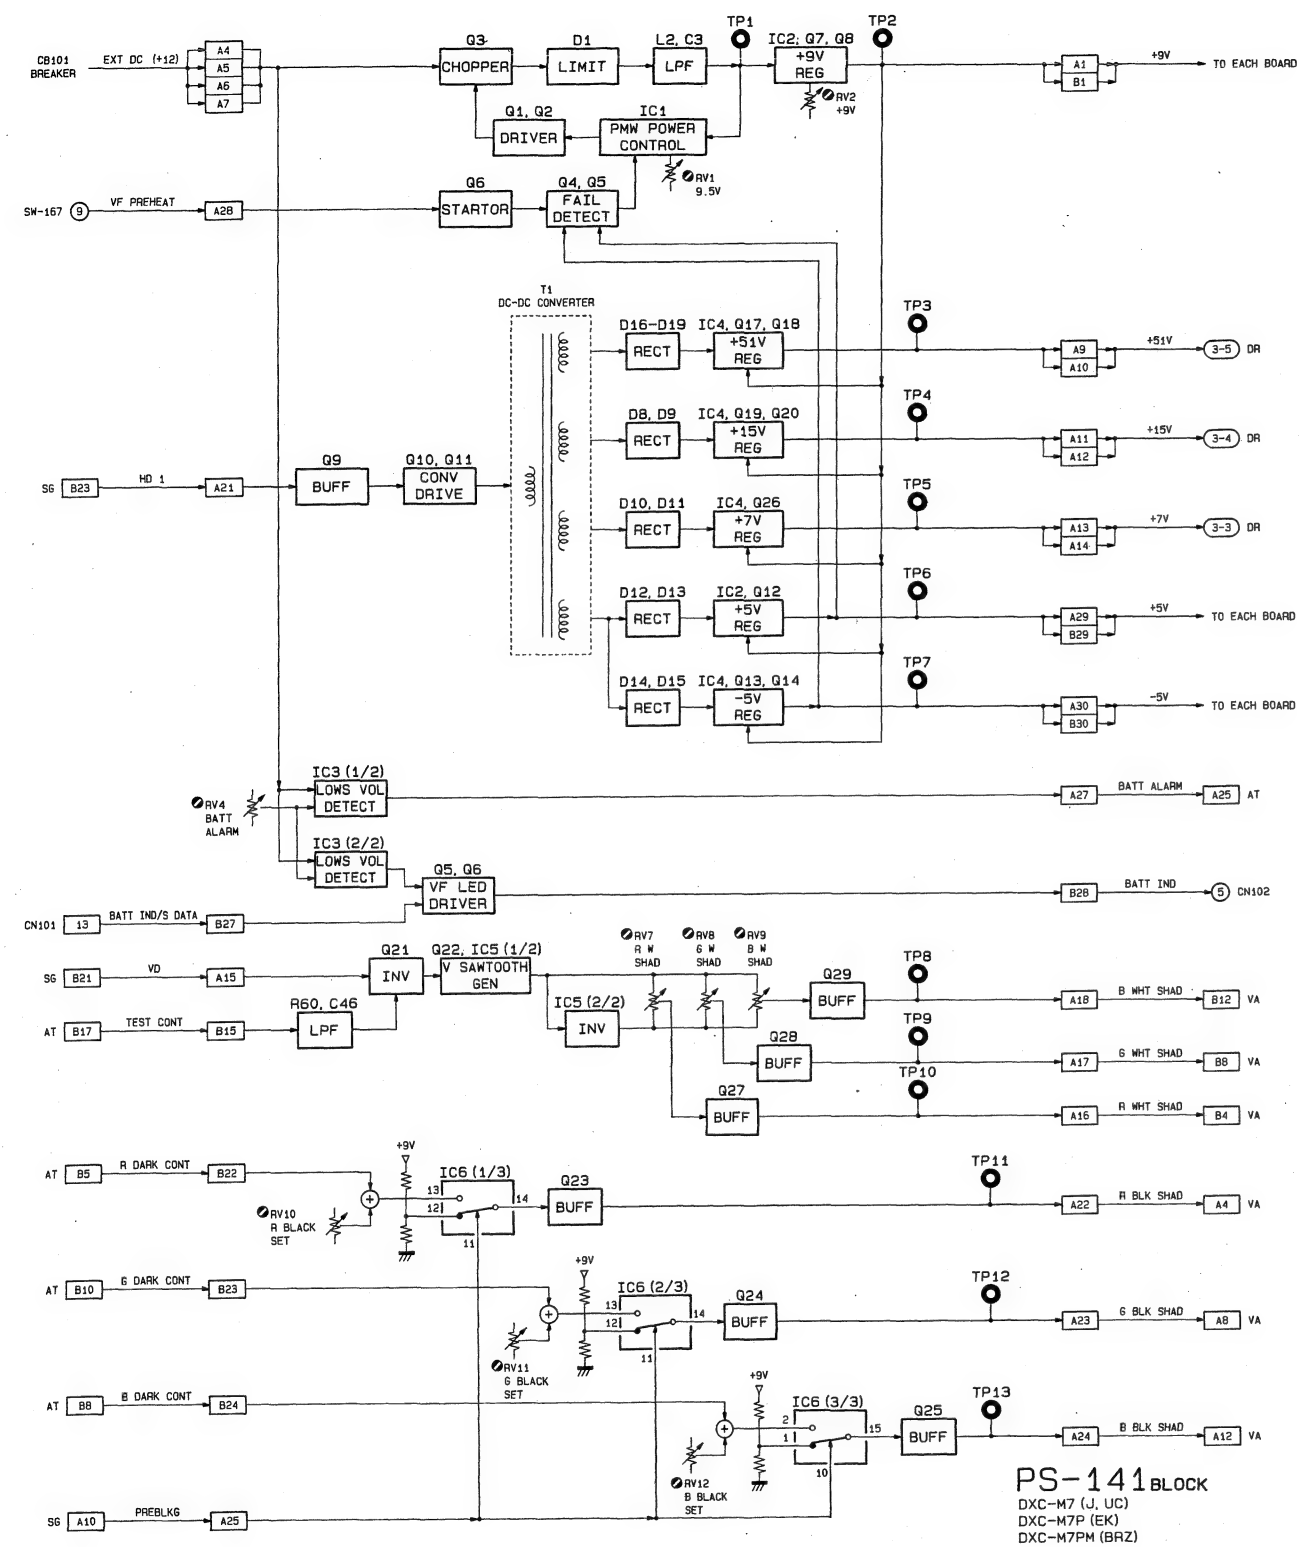 TP1
TP2
Q3
D1
L2, C3
IC2, Q7, Q8
CB101
BREAKER
EXT DC (+12)
A4
A5
A6
A7
CHOPPER
LIMIT
LPF
+9V
REG
A1
B1
+9V
TO EACH BOARD
RV2
+9V
Q1, Q2
DRIVER
IC1
PMW POWER
CONTROL
RV1
9.5V
SW-167
9
VF PREHEAT
A28
Q6
STARTOR
Q4, Q5
FAIL
DETECT
T1
DC-DC CONVERTER
TP3
D16-D19
RECT
IC4, Q17, Q18
+51V
REG
A9
A10
+51V
3-5
DR
TP4
D8, D9
RECT
IC4, Q19, Q20
+15V
REG
A11
A12
+15V
3-4
DR
SG
B23
HD 1
A21
Q9
BUFF
Q10, Q11
CONV
DRIVE
TP5
D10, D11
RECT
IC4, Q26
+7V
REG
A13
A14
+7V
3-3
DR
TP6
D12, D13
RECT
IC2, Q12
+5V
REG
A29
B29
+5V
TO EACH BOARD
TP7
D14, D15
RECT
IC4, Q13, Q14
-5V
REG
A30
B30
-5V
TO EACH BOARD
RV4
BATT
ALARM
IC3 (1/2)
LOWS VOL
DETECT
A27
BATT ALARM
A25
AT
IC3 (2/2)
LOWS VOL
DETECT
Q5, Q6
VF LED
DRIVER
B28
BATT IND
5
CN102
CN101
13
BATT IND/S DATA
B27
SG
B21
VD
A15
Q21
INV
Q22, IC5 (1/2)
V SAWTOOTH
GEN
RV7
R W
SHAD
RV8
G W
SHAD
RV9
B W
SHAD
AT
B17
TEST CONT
B15
R60, C46
LPF
IC5 (2/2)
INV
Q29
BUFF
TP8
A18
B WHT SHAD
B12
VA
Q28
BUFF
TP9
A17
G WHT SHAD
B8
VA
Q27
BUFF
TP10
A16
R WHT SHAD
B4
VA
AT
B5
R DARK CONT
B22
RV10
R BLACK
SET
+9V
IC6 (1/3)
13
12
14
11
Q23
BUFF
TP11
A22
R BLK SHAD
A4
VA
AT
B10
G DARK CONT
B23
RV11
G BLACK
SET
+9V
IC6 (2/3)
13
12
14
11
Q24
BUFF
TP12
A23
G BLK SHAD
A8
VA
AT
B8
B DARK CONT
B24
RV12
B BLACK
SET
+9V
IC6 (3/3)
2
1
15
10
Q25
BUFF
TP13
A24
B BLK SHAD
A12
VA
SG
A10
PREBLKG
A25
PS-141 BLOCK
DXC-M7 (J, UC)
DXC-M7P (EK)
DXC-M7PM (BRZ)